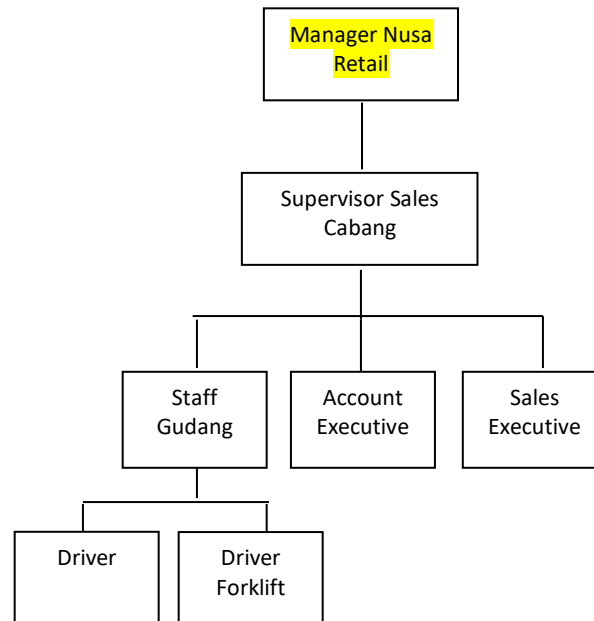 Manager Nusa
Retail
Supervisor Sales
Cabang
Staff
Gudang
Account
Executive
Sales
Executive
Driver
Driver
Forklift